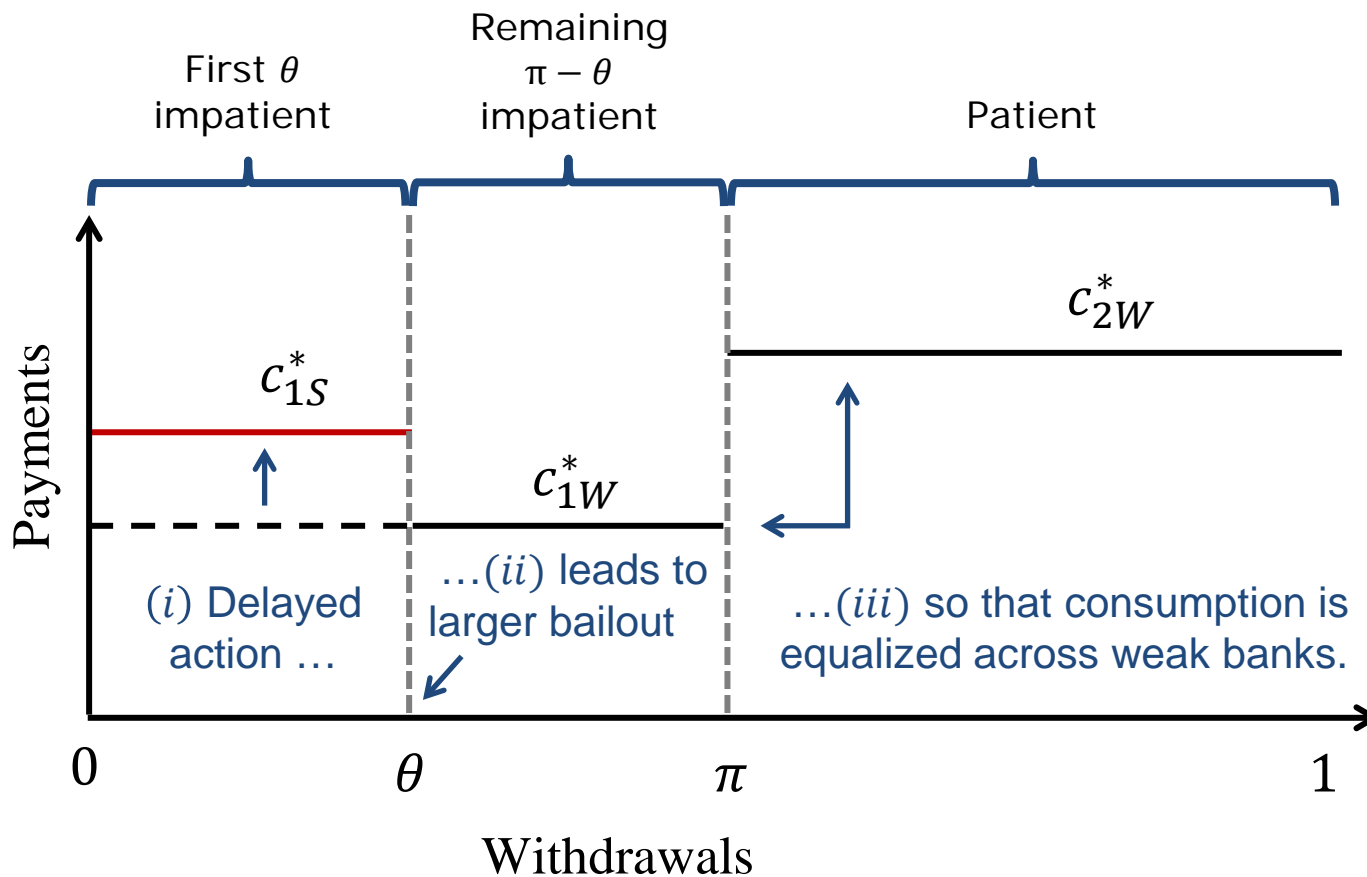 First θ
impatient
Remaining
π − θ
impatient
Patient
Payments
c*1S
c*1W
c*2W
(i) Delayed
action …
…(ii) leads to
larger bailout
…(iii) so that consumption is
equalized across weak banks.
0
θ
π
1
Withdrawals